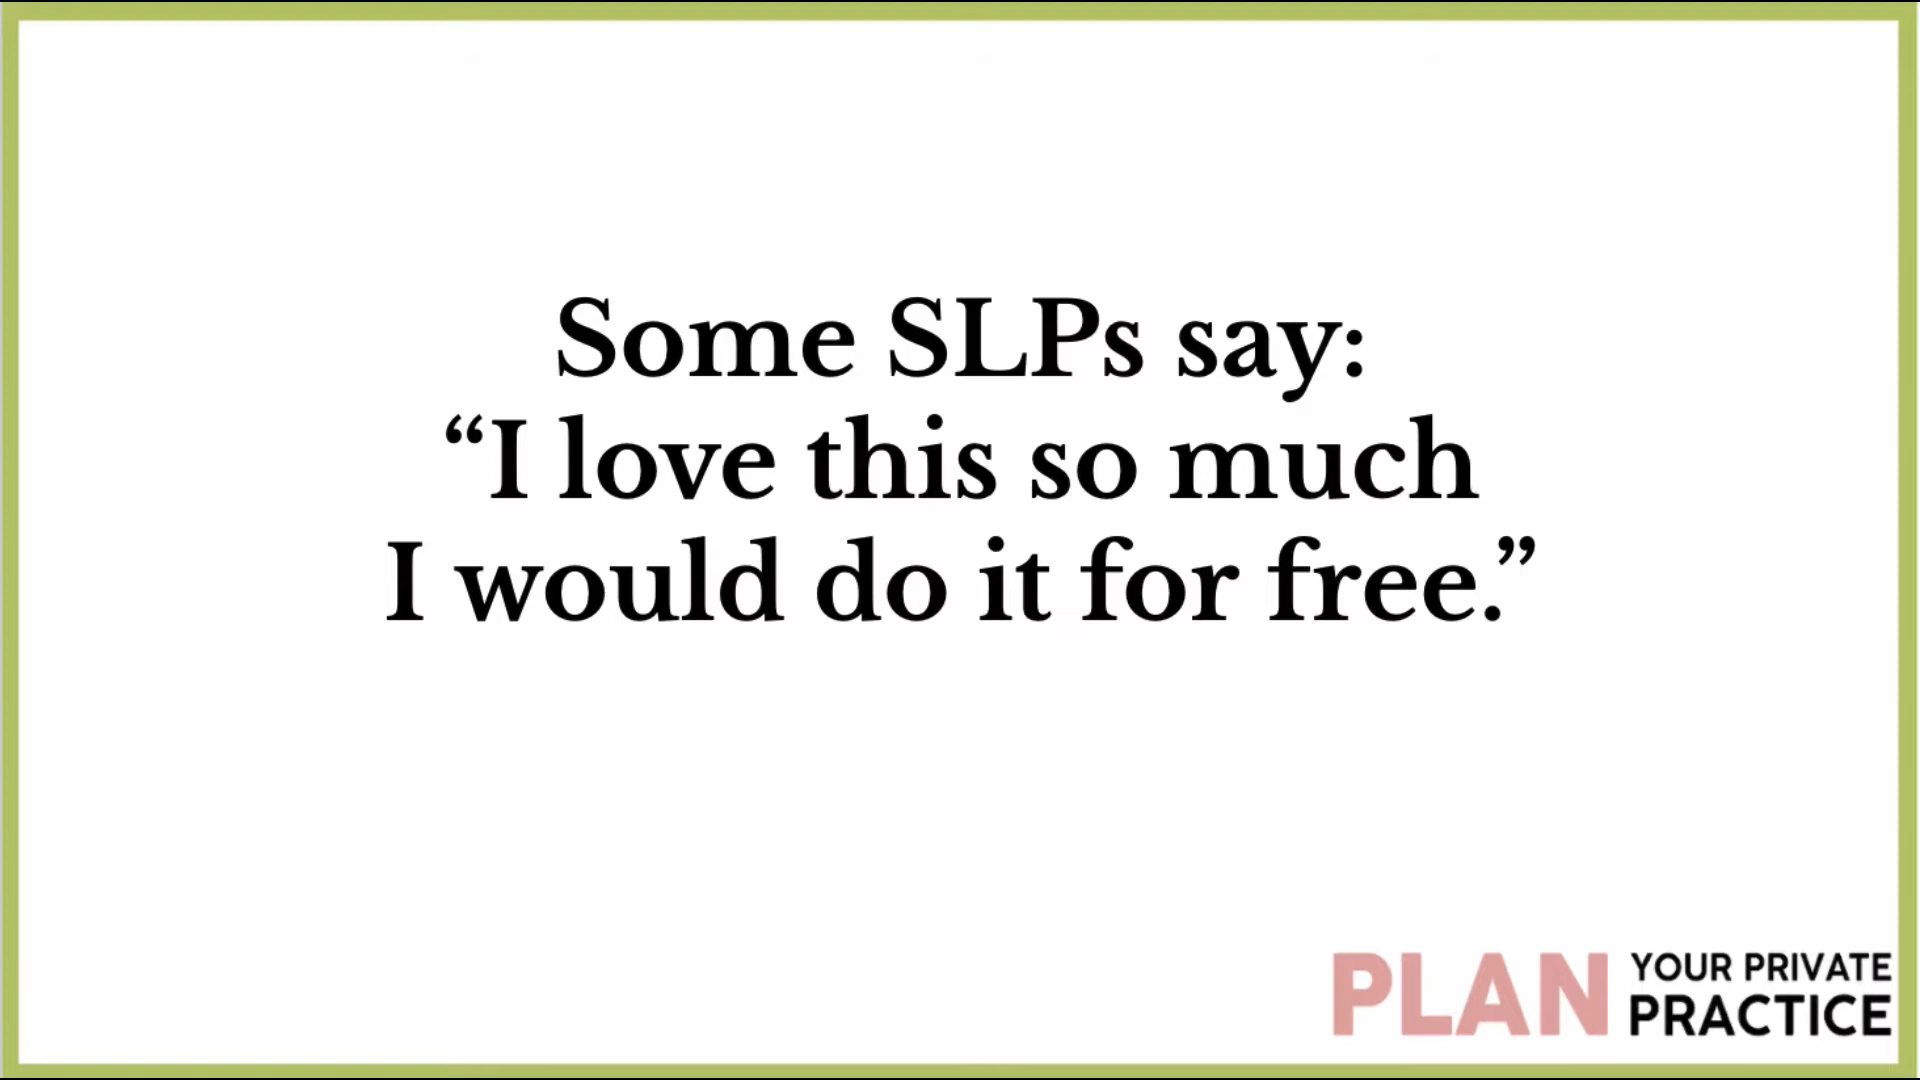 Some SLPs say:
“I love this so much
I would do it for free.”
PLAN YOUR PRIVATE
PRACTICE